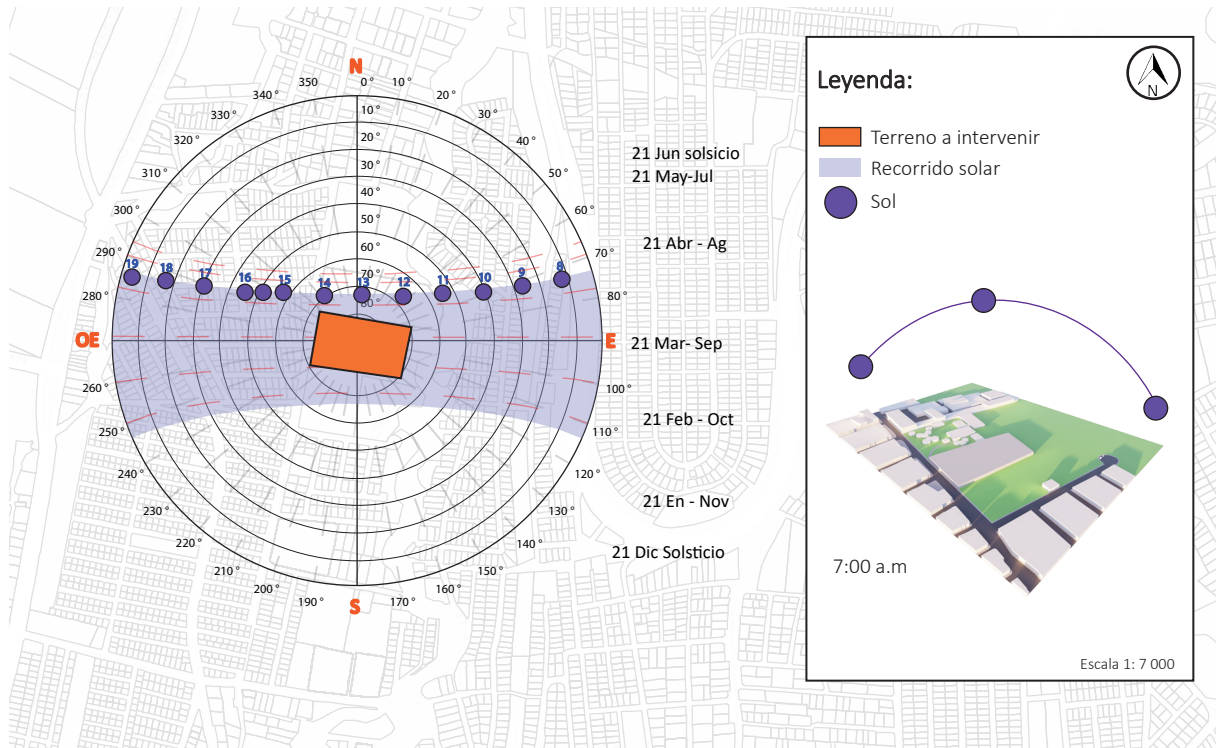 N
350
0°
10°
340°
20°
330°
30°
320°
40°
310°
50°
300°
60°
290°
70°
280°
80°
OE
E
260°
100°
250°
110°
240°
120°
230°
130°
220°
140°
210°
150°
200°
160°
190°
170°
S
10°
20°
30°
40°
50°
60°
70°
80°
19
18
17
16
15
14
13
12
11
10
9
8
21 Jun solsicio
21 May-Jul
21 Abr - Ag
21 Mar- Sep
21 Feb - Oct
21 En - Nov
21 Dic Solsticio
Leyenda:
N
Terreno a intervenir
Recorrido solar
Sol
7:00 a.m
Escala 1: 7 000